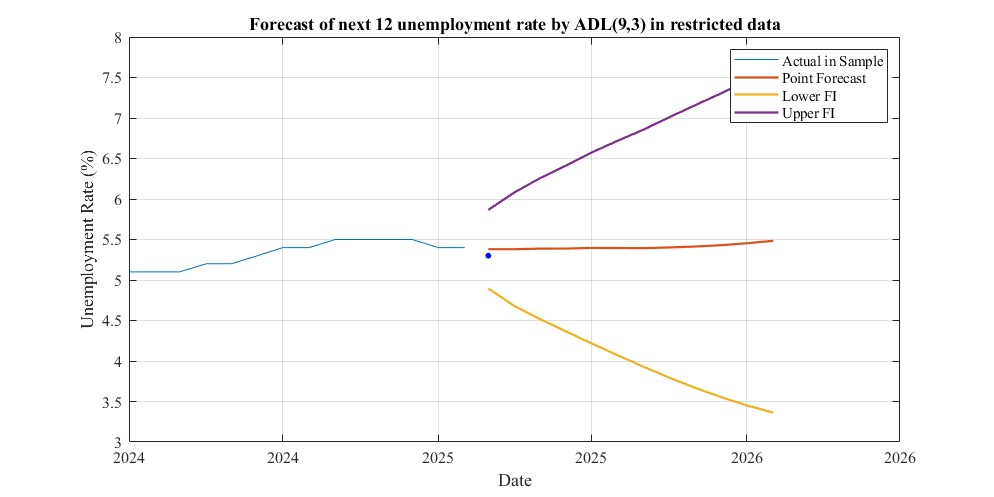 Forecast of next 12 unemployment rate by ADL(9,3) in restricted data
8
7.5
7
6.5
6
5.5
5
4.5
4
3.5
3
Unemployment Rate (%)
Actual in Sample
Point Forecast
Lower FI
Upper FI
2024 2024 2025 2025 2026 2026
Date